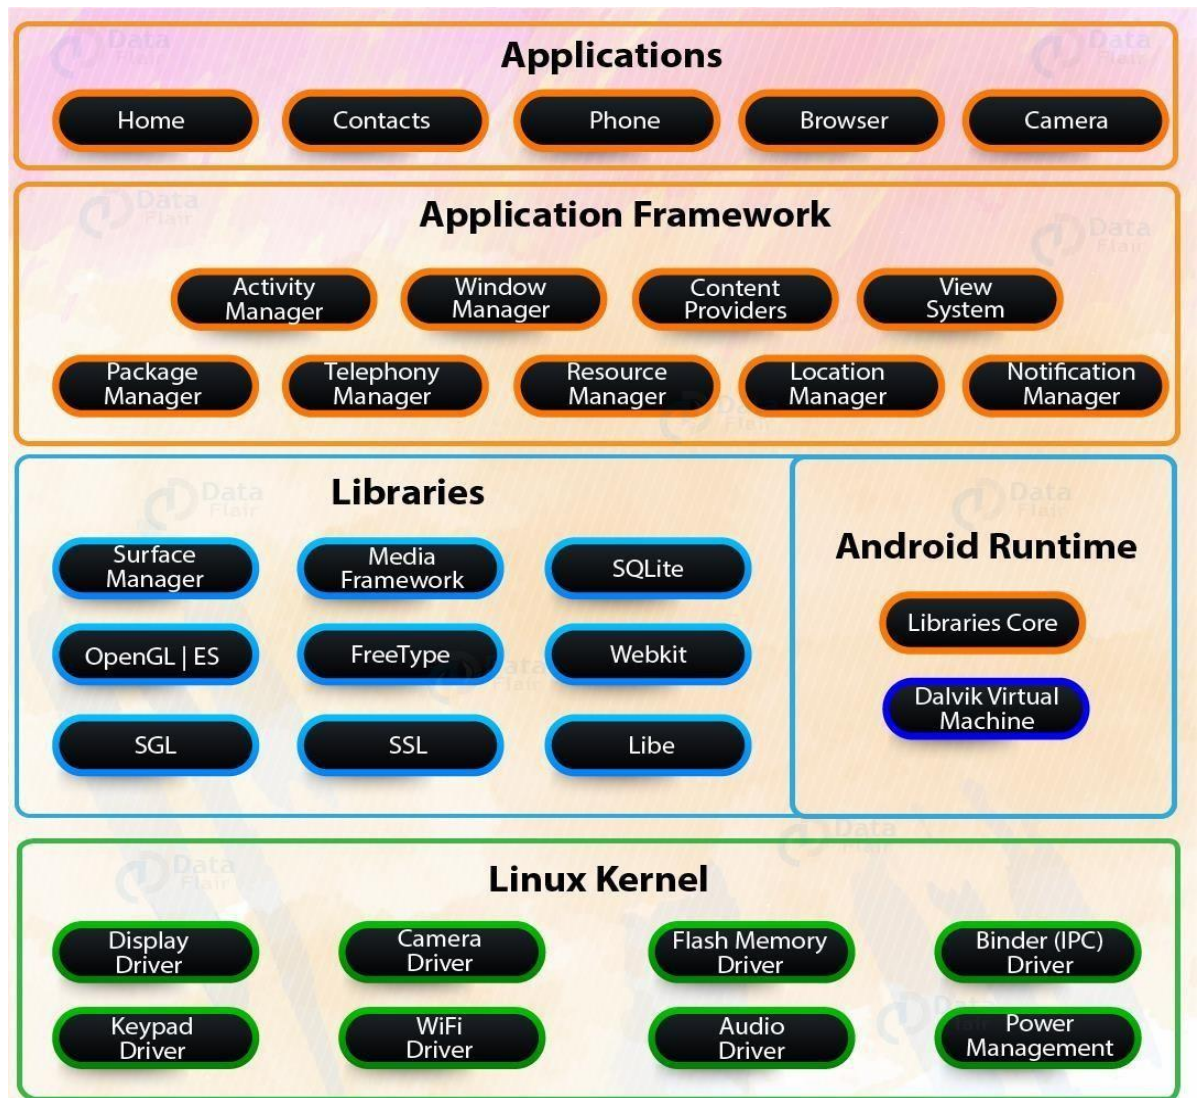 Applications
Home
Contacts
Phone
Browser
Camera
Application Framework
Activity
Manager
Window
Manager
Content
Providers
View
System
Package
Manager
Telephony
Manager
Resource
Manager
Location
Manager
Notification
Manager
Libraries
Surface
Manager
Media
Framework
SQLite
OpenGL | ES
FreeType
Webkit
SGL
SSL
Libe
Android Runtime
Libraries Core
Dalvik Virtual
Machine
Linux Kernel
Display
Driver
Camera
Driver
Flash Memory
Driver
Binder (IPC)
Driver
Keypad
Driver
WiFi
Driver
Audio
Driver
Power
Management
Data
Flair